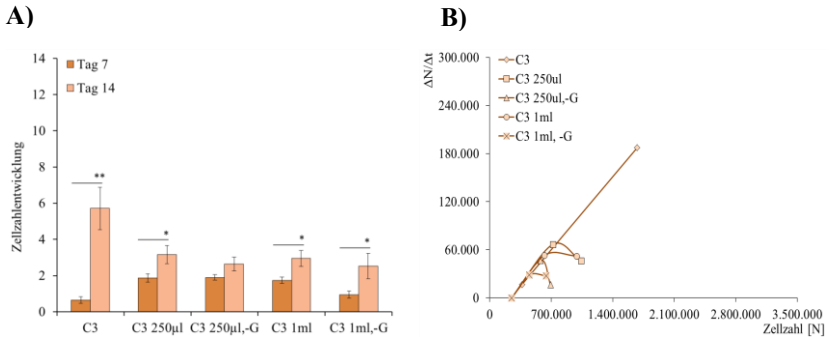 A)
14
12
10
8
6
4
2
0
Zellzahlentwicklung
Tag 7
Tag 14
**
*
*
*
C3
C3 250µl
C3 250µl,-G
C3 1ml
C3 1ml,-G
B)
300.000
240.000
180.000
120.000
60.000
0
ΔN/Δt
C3
C3 250ul
C3 250ul,-G
C3 1ml
C3 1ml, -G
0
700.000
1.400.000
2.100.000
2.800.000
3.500.000
Zellzahl [N]